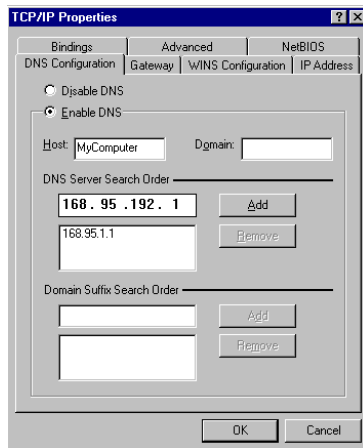 TCP/IP Properties
Bindings Advanced NetBIOS
DNS Configuration Gateway WINS Configuration IP Address
Disable DNS
Enable DNS
Host: MyComputer Domain:
DNS Server Search Order
168. 95 .192. 1 Add
168.95.1.1 Remove
Domain Suffix Search Order
Add
Remove
OK Cancel